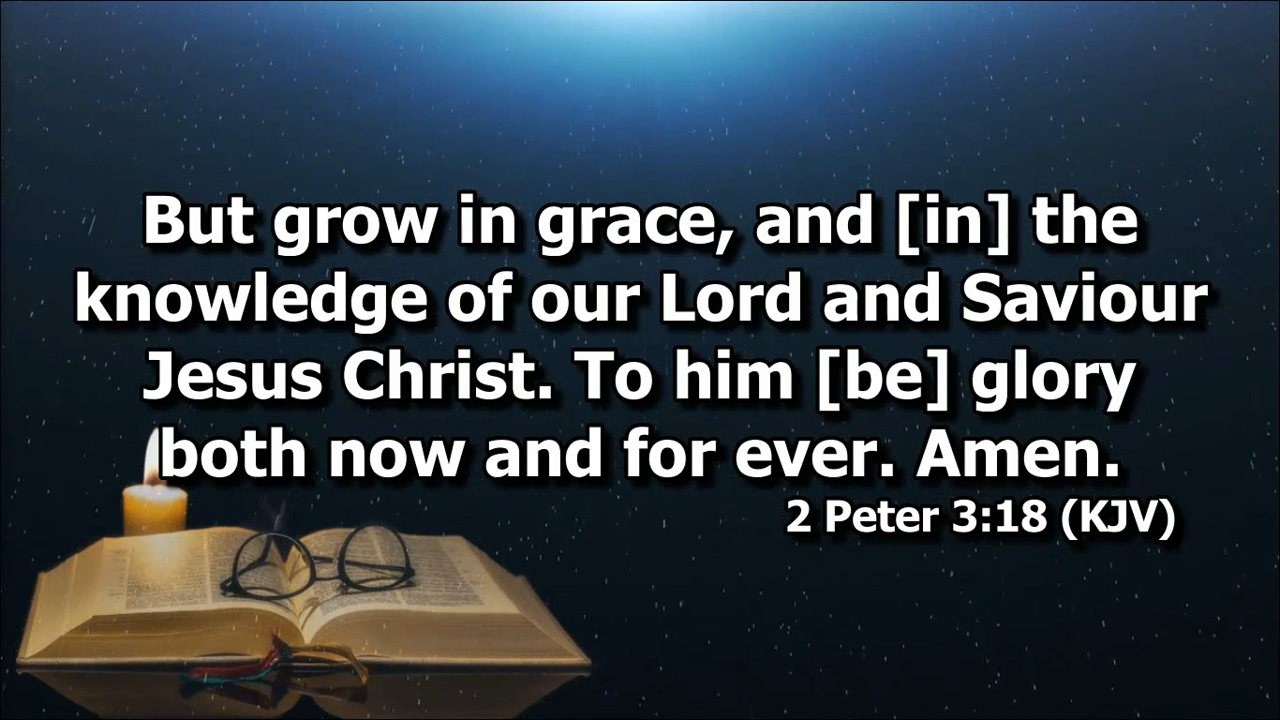 But grow in grace, and [in] the
knowledge of our Lord and Saviour
Jesus Christ. To him [be] glory
both now and for ever. Amen.
2 Peter 3:18 (KJV)